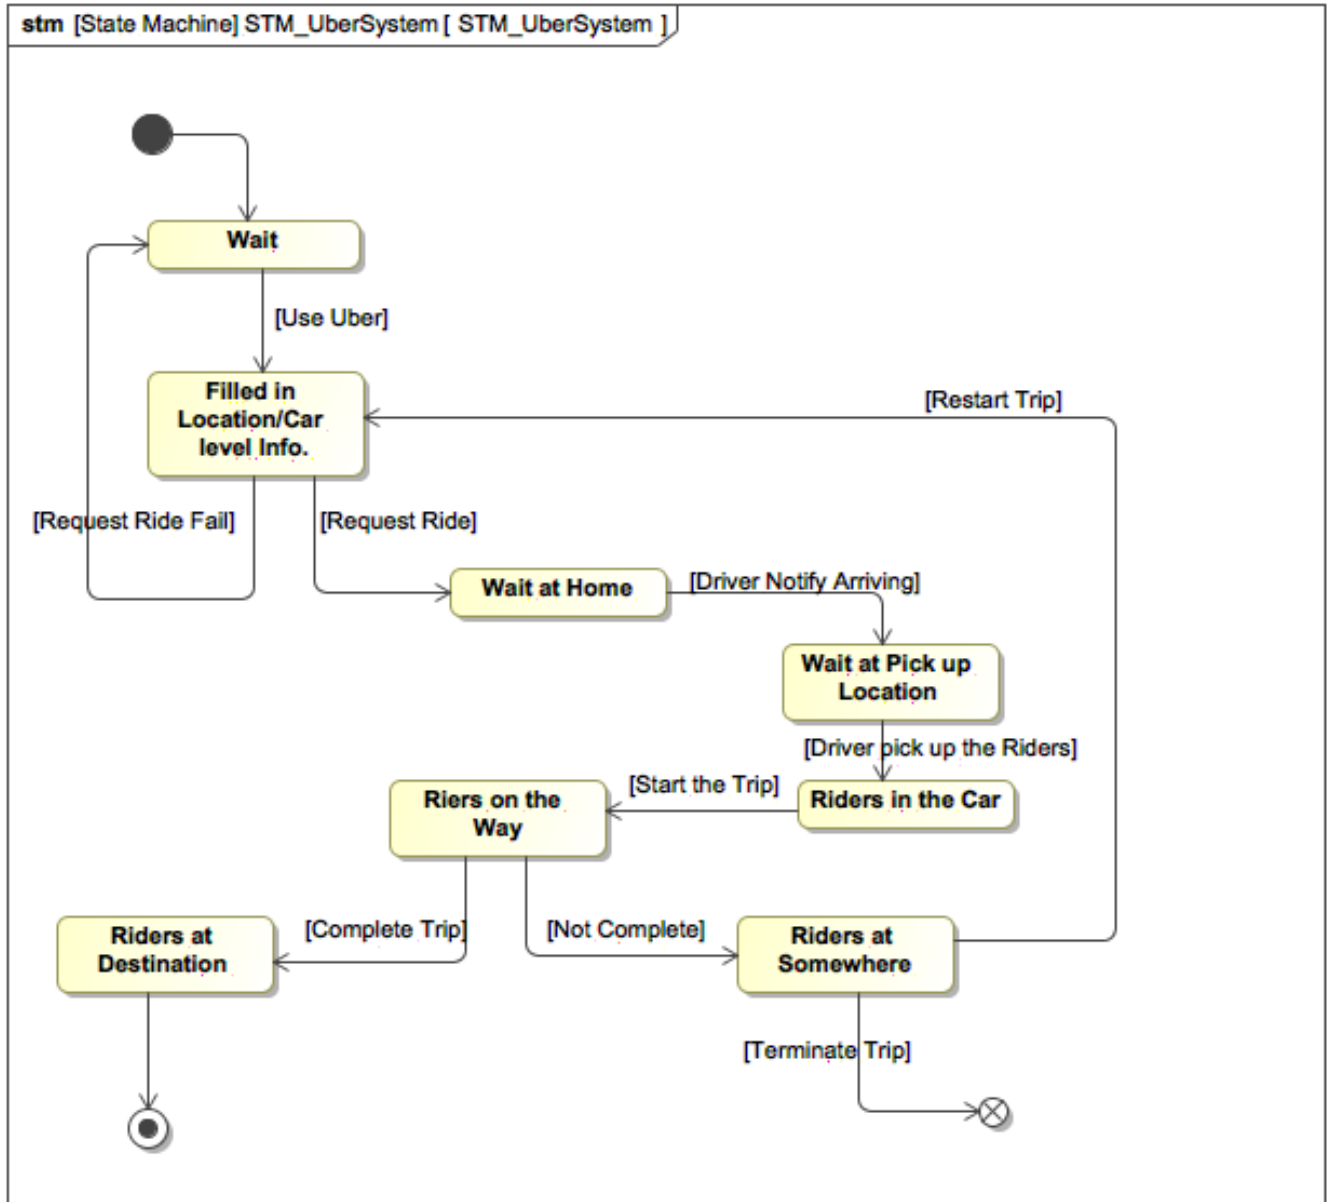 stm [State Machine] STM_UberSystem [ STM_UberSystem ]
Wait
[Use Uber]
Filled in
Location/Car
level Info.
[Restart Trip]
[Request Ride Fail]
[Request Ride]
Wait at Home
[Driver Notify Arriving]
Wait at Pick up
Location
[Driver pick up the Riders]
[Start the Trip]
Riders in the Car
Riers on the
Way
[Complete Trip]
[Not Complete]
Riders at
Destination
Riders at
Somewhere
[Terminate Trip]